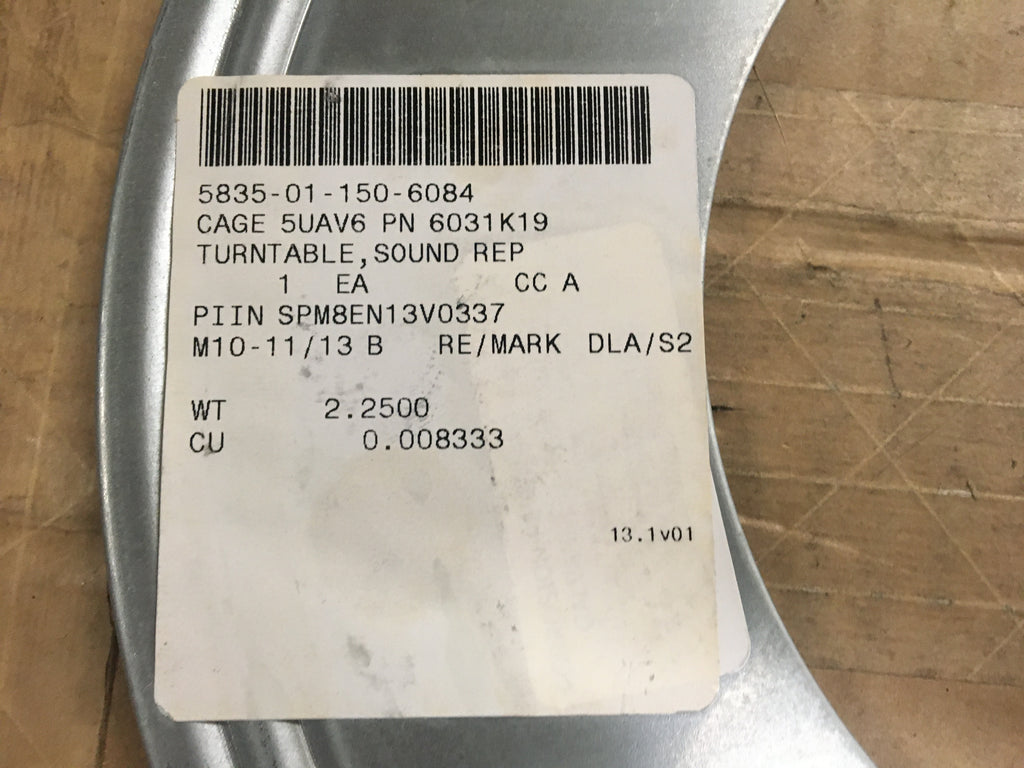 5835-01-150-6084
CAGE 5UAV6 PN 6031K19
TURNTABLE,SOUND REP
1 EA CC A
PIIN SPM8EN13V0337
M10-11/13 B RE/MARK DLA/S2
WT 2.2500
CU 0.008333
13.1v01